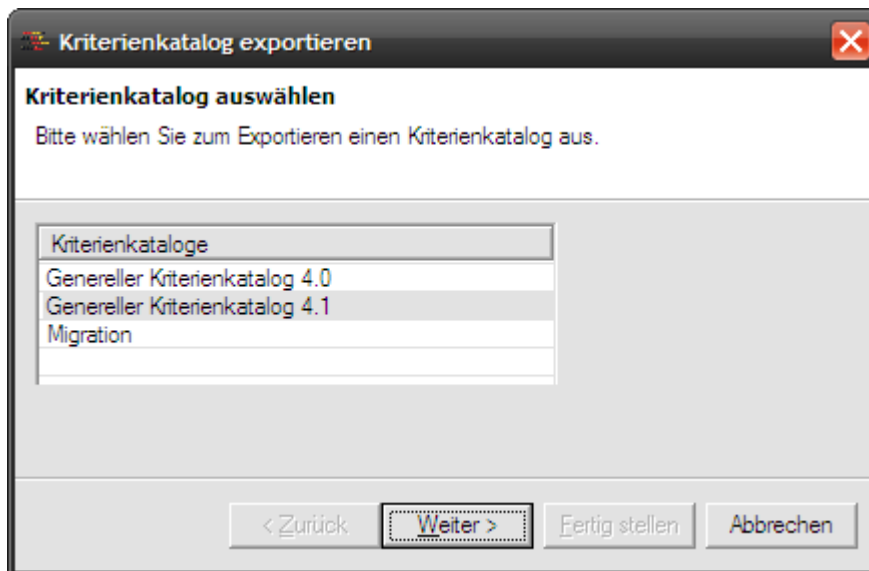 Kriterienkatalog exportieren
Kriterienkatalog auswählen
Bitte wählen Sie zum Exportieren einen Kriterienkatalog aus.
Kriterienkataloge
Genereller Kriterienkatalog 4.0
Genereller Kriterienkatalog 4.1
Migration
< Zurück Weiter > Fertig stellen Abbrechen